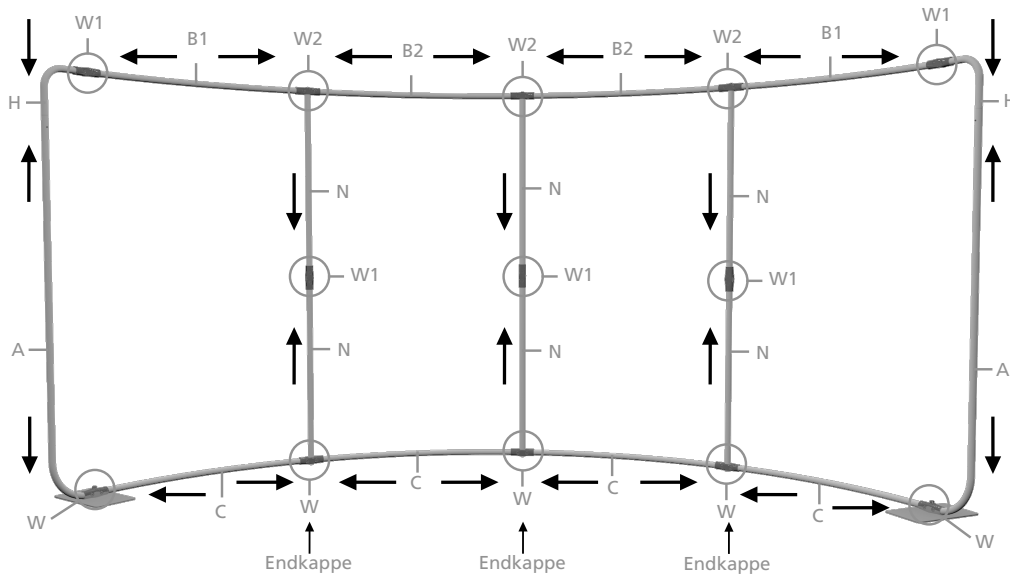 W1 B1 W2 B2 W2 B2 W2 B1 W1
H H
N N N
W1 W1 W1
A N N N A
C C C C
W W W W W
Endkappe Endkappe Endkappe